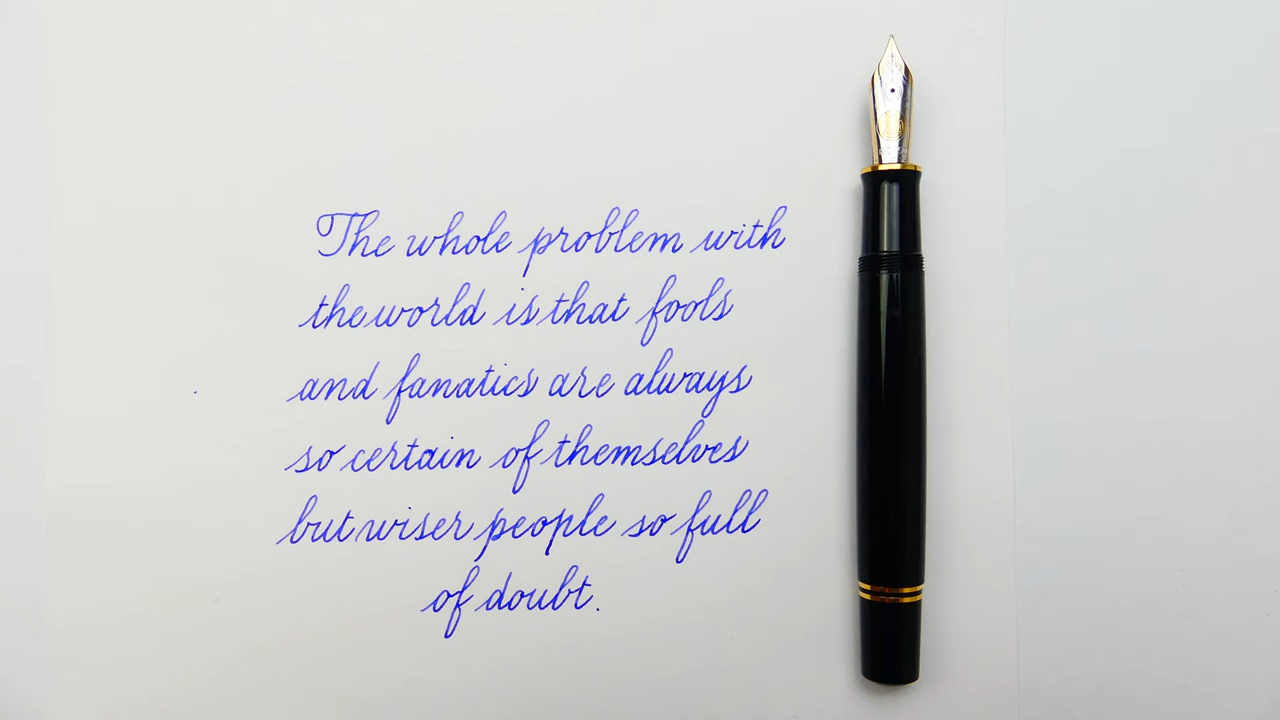 The whole problem with
the world is that fools
and fanatics are always
so certain of themselves
but wiser people so full
of doubt.